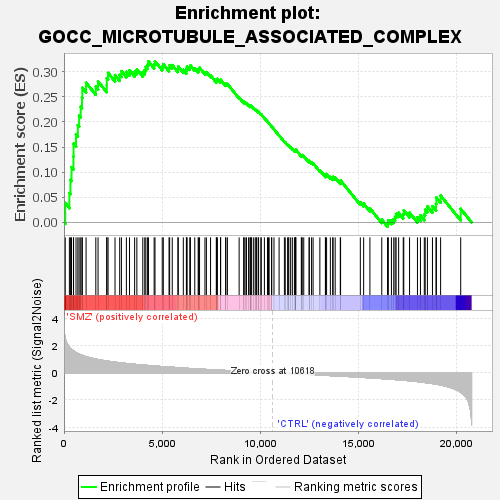 Enrichment plot:
GOCC_MICROTUBULE_ASSOCIATED_COMPLEX
Enrichment score (ES)
0.30
0.25
0.20
0.15
0.10
0.05
0.00
'SMZ' (positively correlated)
Ranked list metric (Signal2Noise)
4
2
0
-2
-4
Zero cross at 10618
'CTRL' (negatively correlated)
0
5,000
10,000
15,000
20,000
Rank in Ordered Dataset
Enrichment profile
Hits
Ranking metric scores